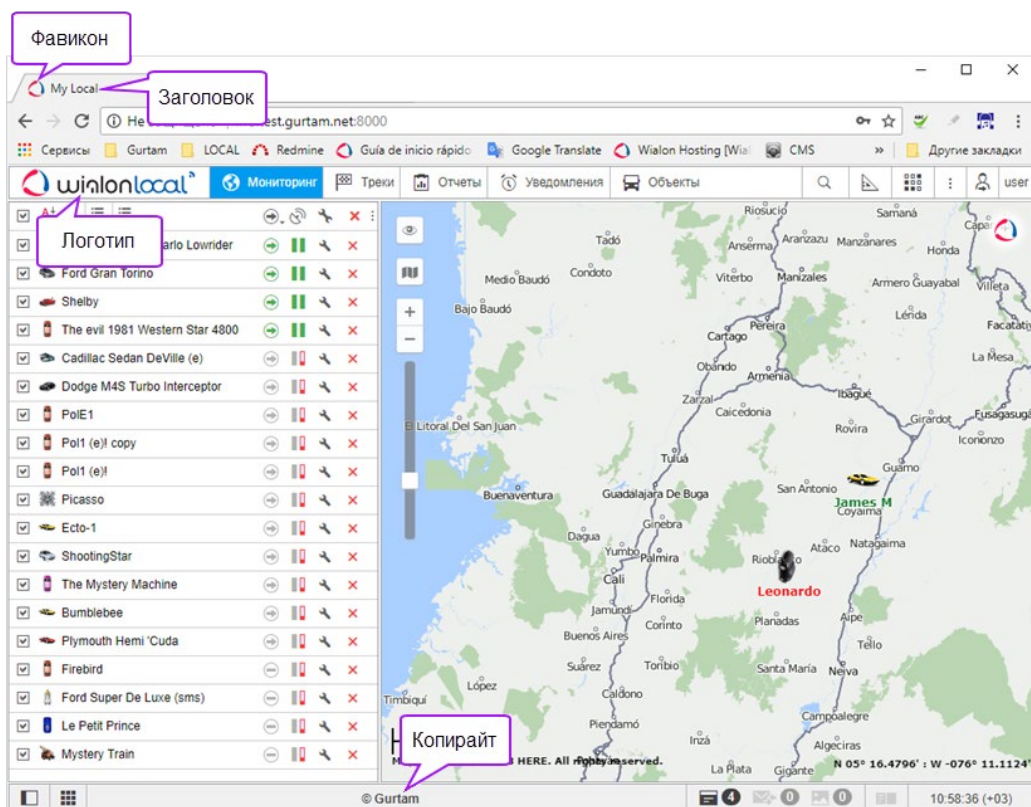 Фавикон
My Local
Заголовок
Не
est.gurtam.net:8000
Сервисы Gurtam LOCAL Redmine Guía de inicio rápido Google Translate Wialon Hosting [Wial CMS » Другие закладки
wialon local Мониторинг Треки Отчеты Уведомления Объекты user
Логотип
arlo Lowrider
Ford Gran Torino
Shelby
The evil 1981 Western Star 4800
Cadillac Sedan DeVille (e)
Dodge M4S Turbo Interceptor
PolE1
Pol1 (e)! copy
Pol1 (e)!
Picasso
Ecto-1
ShootingStar
The Mystery Machine
Bumblebee
Plymouth Hemi 'Cuda
Firebird
Ford Super De Luxe (sms)
Le Petit Prince
Mystery Train
Riosucio
Samaná
Tadó
Anserma
Aranzazu
Manzanares
Honda
Medio Baudó
Condoto
Viterbo
Manizales
Armero Guayabal
Villeta
Bajo Baudó
Lérida
Pereira
Cartago
Facatati
La Mesa
Obando
Armenia
Ibagué
Zarzal
Caicedonia
Girardot
Fusagasugá
El Litoral Del San Juan
Rovira
Icononzo
Tuluá
Guamo
Buenaventura
Guadalajara De Buga
San Antonio
James M
Coyaima
Ginebra
Dagua
Natagaima
Ataco
Yumbo
Palmira
Cali
Leonardo
Florida
Jamundí
Planadas
Corinto
Aipe
Buenos Aires
Tello
Suárez
Toribío
Santa María
Neiva
López
Timbiquí
Caldono
Campoalegre
Piendamó
Inzá
Algeciras
Копирайт
HERE. All rights reserved.
La Plata
Gigante
N 05° 16.4796' : W -076° 11.1124'
© Gurtam
4 0 0
10:58:36 (+03)